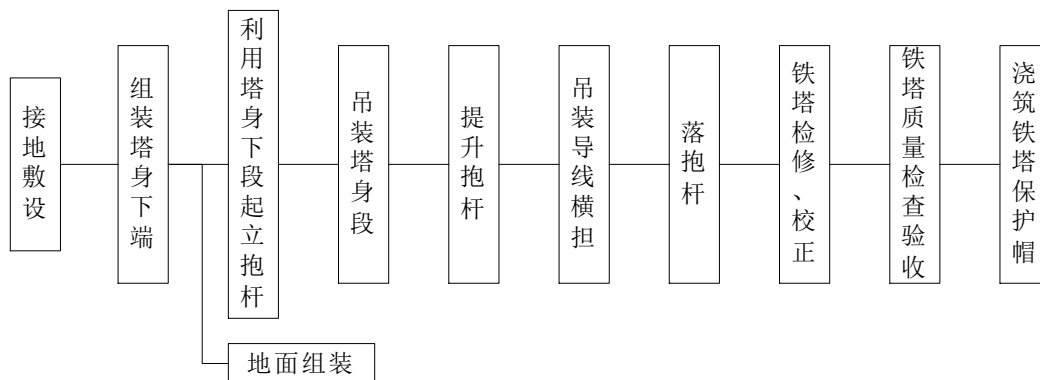 接地敷设
组装塔身下端
利用塔身下段起立抱杆
吊装塔身段
提升抱杆
吊装导线横担
落抱杆
铁塔检修、校正
铁塔质量检查验收
浇筑铁塔保护帽
地面组装